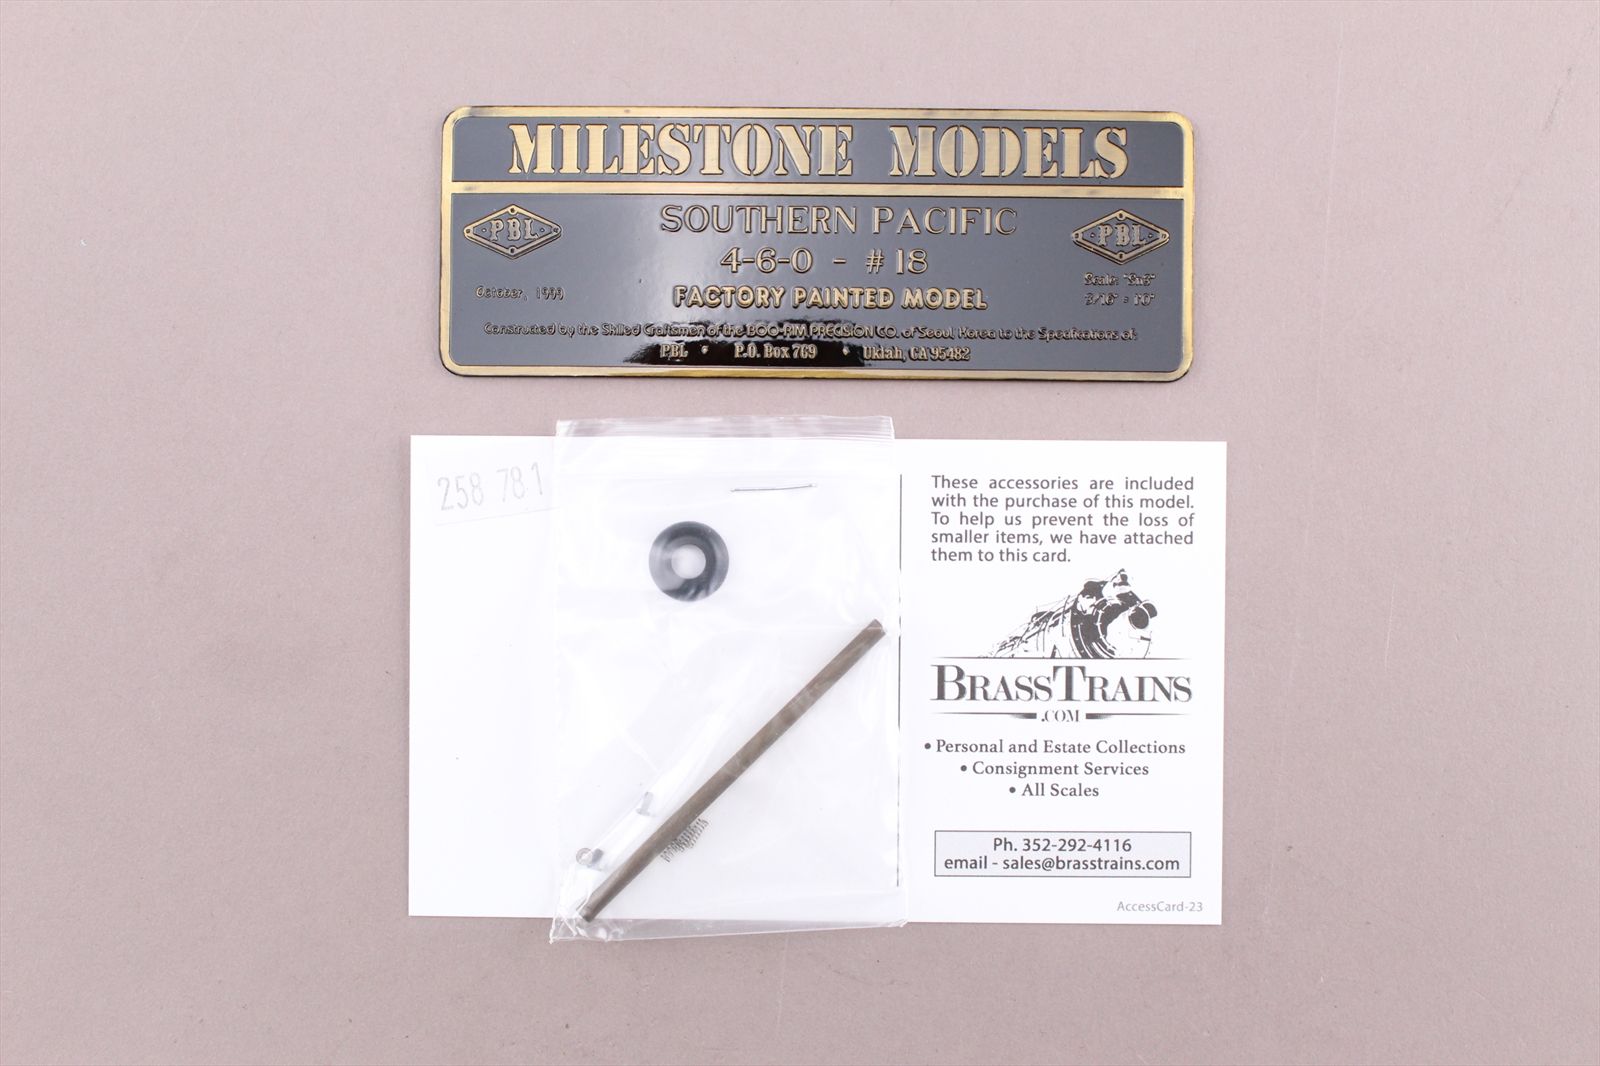 MILESTONE MODELS
PBL
SOUTHERN PACIFIC
PBL
4-6-0 - #18
October, 1999
FACTORY PAINTED MODEL
Scale: "Sn3"
3/16" = 1'0"
Constructed by the Skilled Craftsmen of the BOO-RIM PRECISION CO. of Seoul, Korea to the Specifications of:
PBL • P.O. Box 769 • Ukiah, CA 95482
258 781
These accessories are included
with the purchase of this model.
To help us prevent the loss of
smaller items, we have attached
them to this card.
BRASSTRAINS
.COM
• Personal and Estate Collections
• Consignment Services
• All Scales
Ph. 352-292-4116
email - sales@brasstrains.com
AccessCard-23